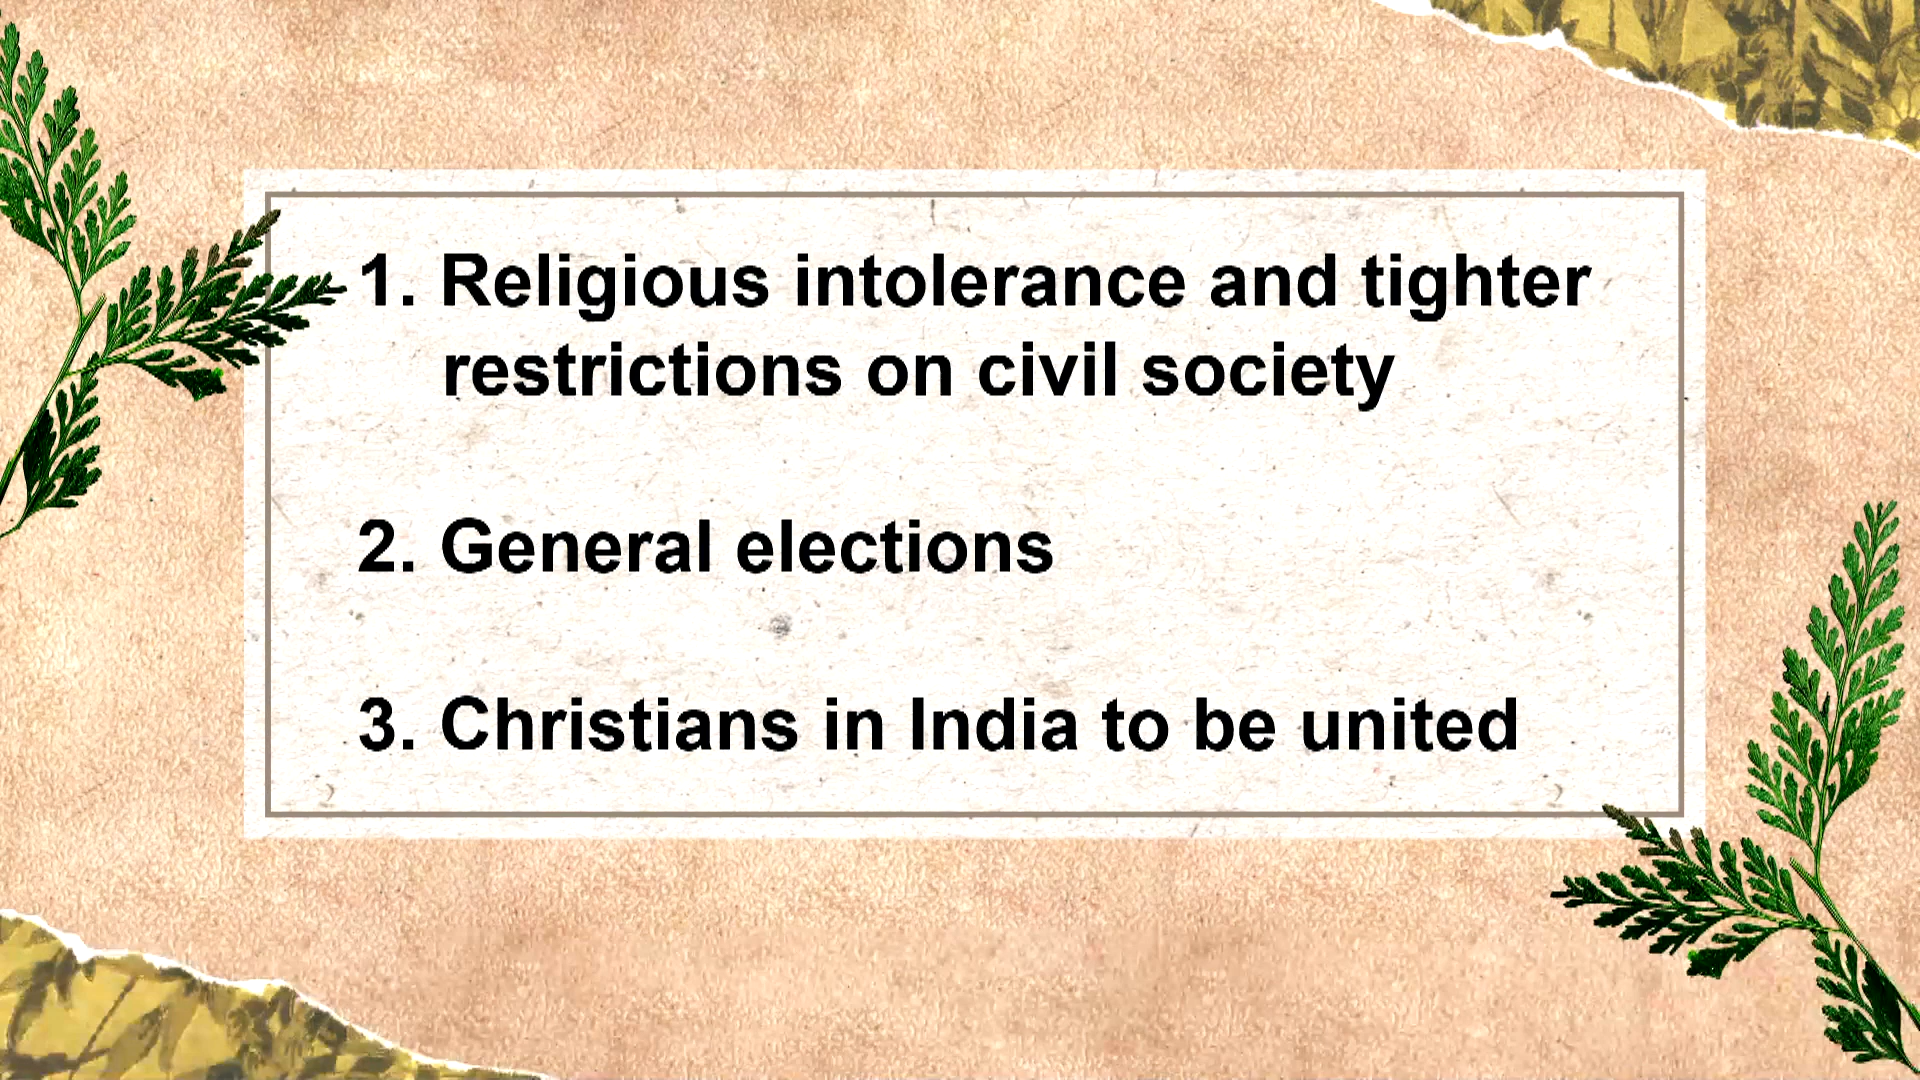 1. Religious intolerance and tighter
restrictions on civil society
2. General elections
3. Christians in India to be united